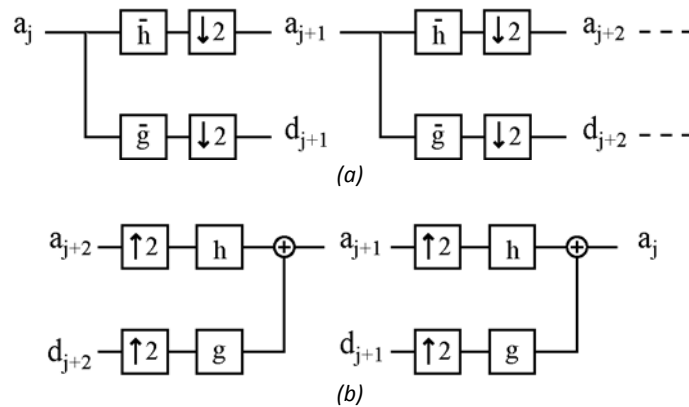 a_j h̄ ↓2 a_{j+1} h̄ ↓2 a_{j+2}
ḡ ↓2 d_{j+1} ḡ ↓2 d_{j+2}
(a)
a_{j+2} ↑2 h + a_{j+1} ↑2 h + a_j
d_{j+2} ↑2 g d_{j+1} ↑2 g
(b)